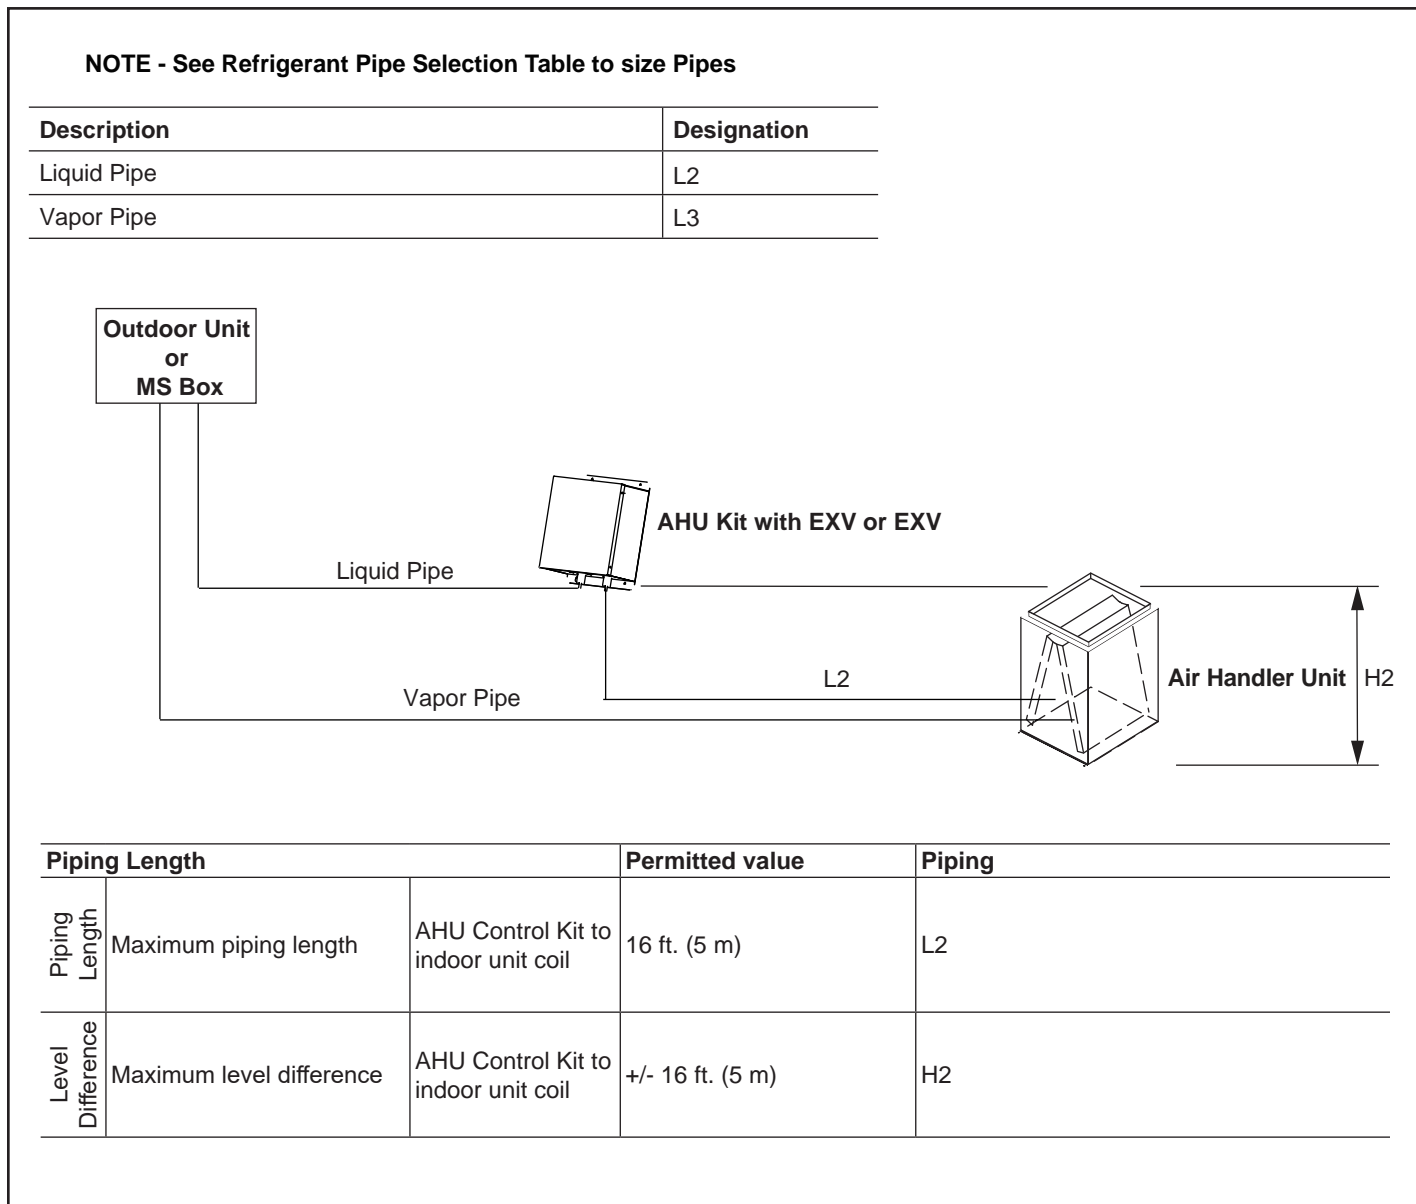 NOTE - See Refrigerant Pipe Selection Table to size Pipes
Description Designation
Liquid Pipe L2
Vapor Pipe L3
Outdoor Unit
or
MS Box
AHU Kit with EXV or EXV
Liquid Pipe
L2
Air Handler Unit H2
Vapor Pipe
Piping Length Permitted value Piping
Piping
Length
Maximum piping length
AHU Control Kit to
indoor unit coil
16 ft. (5 m)
L2
Level
Difference
Maximum level difference
AHU Control Kit to
indoor unit coil
+/- 16 ft. (5 m)
H2